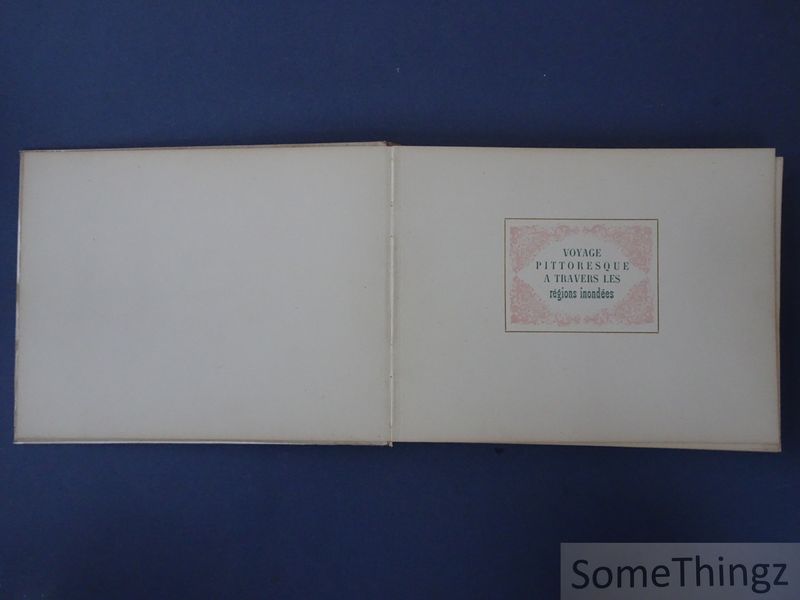 VOYAGE
PITTORESQUE
A TRAVERS LES
régions inondées
SomeThingz